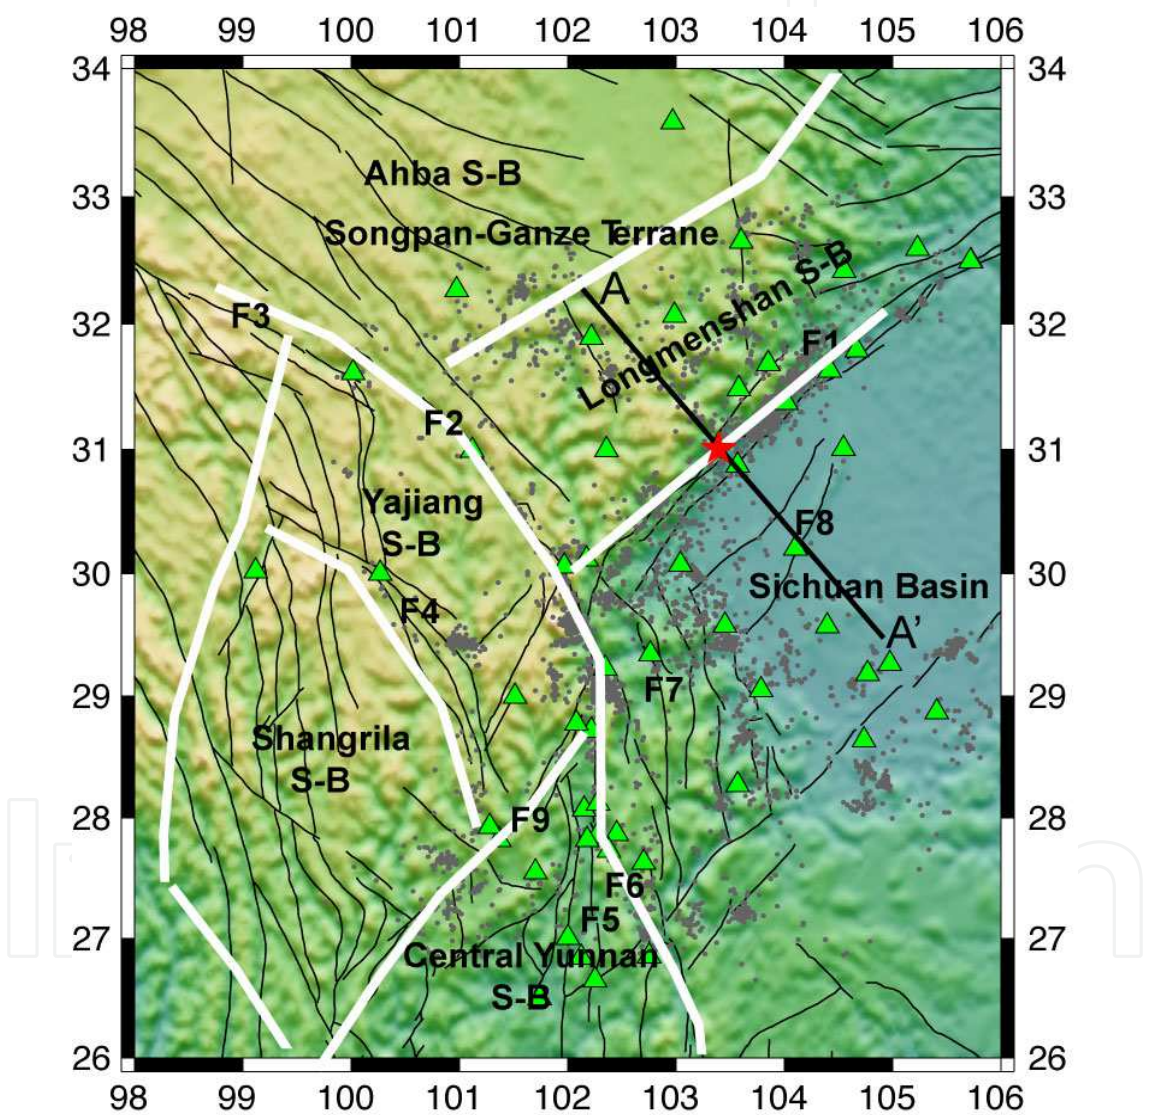 98 99 100 101 102 103 104 105 106
34 34
Ahba S-B
33 33
Songpan-Ganze Terrane
Longmenshan S-B
A
F3
32 32
F1
F2
31 31
Yajiang
S-B
F8
30 30
Sichuan Basin
F4
A’
F7
29 29
Shangrila
S-B
28 28
F9
F6
F5
27 27
Central Yunnan
S-B
26 26
98 99 100 101 102 103 104 105 106